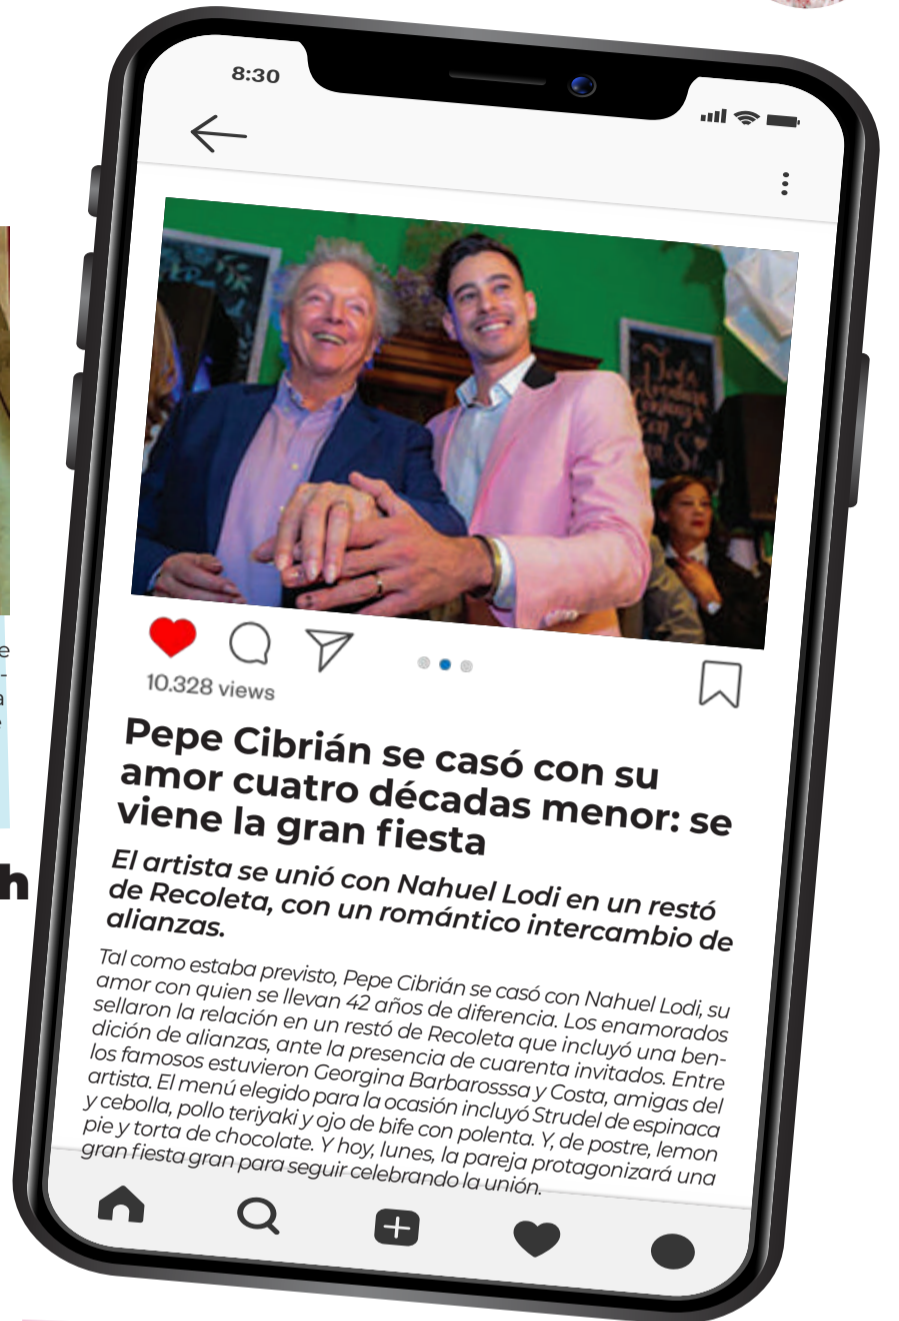 8:30
Toda
aventura
comienza
con
un Sí
e
-
a
h
10.328 views
Pepe Cibrián se casó con su
amor cuatro décadas menor: se
viene la gran fiesta
El artista se unió con Nahuel Lodi en un restó
de Recoleta, con un romántico intercambio de
alianzas.
Tal como estaba previsto, Pepe Cibrián se casó con Nahuel Lodi, su
amor con quien se llevan 42 años de diferencia. Los enamorados
sellaron la relación en un restó de Recoleta que incluyó una ben-
dición de alianzas, ante la presencia de cuarenta invitados. Entre
los famosos estuvieron Georgina Barbarosssa y Costa, amigas del
artista. El menú elegido para la ocasión incluyó Strudel de espinaca
y cebolla, pollo teriyaki y ojo de bife con polenta. Y, de postre, lemon
pie y torta de chocolate. Y hoy, lunes, la pareja protagonizará una
gran fiesta gran para seguir celebrando la unión.